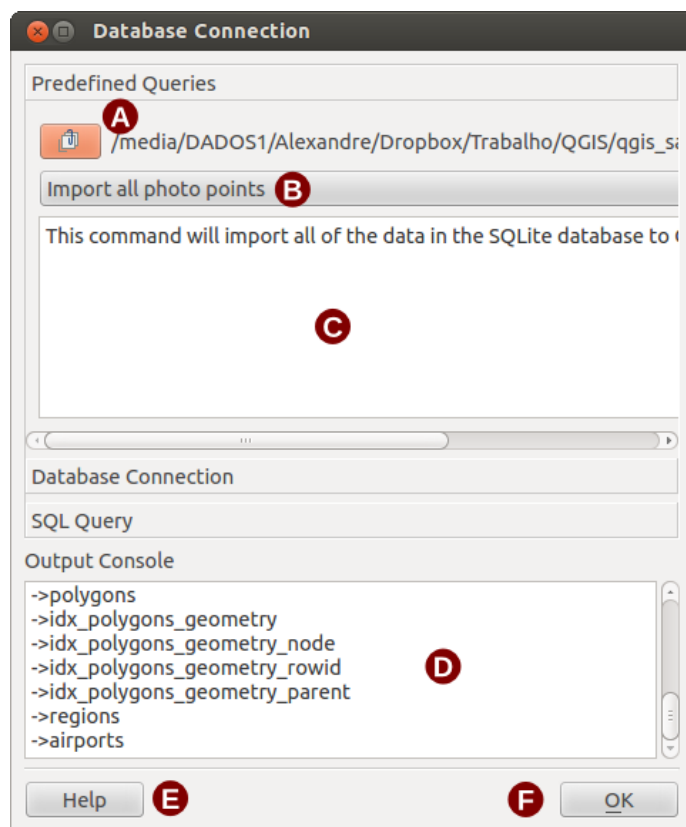 Database Connection
Predefined Queries
A
/media/DADOS1/Alexandre/Dropbox/Trabalho/QGIS/qgis_sa
Import all photo points B
This command will import all of the data in the SQLite database to
C
Database Connection
SQL Query
Output Console
->polygons
->idx_polygons_geometry
->idx_polygons_geometry_node
->idx_polygons_geometry_rowid
->idx_polygons_geometry_parent
->regions
->airports
D
Help E F OK